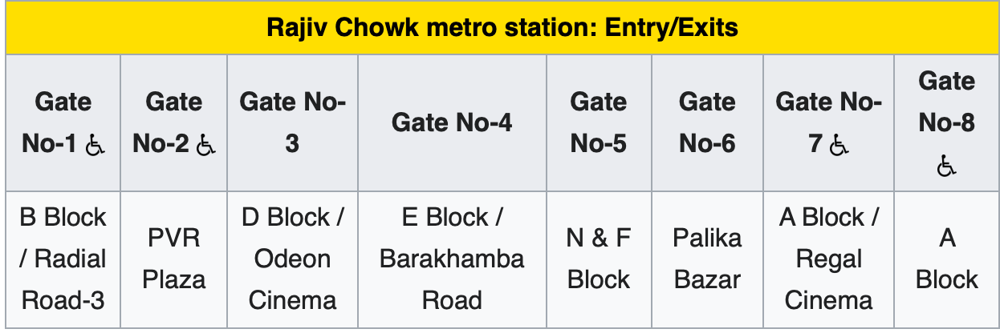 Rajiv Chowk metro station: Entry/Exits
Gate
No-1
Gate
No-2
Gate No-
3
Gate No-4
Gate
No-5
Gate
No-6
Gate No-
7
Gate
No-8
B Block
/ Radial
Road-3
PVR
Plaza
D Block /
Odeon
Cinema
E Block /
Barakhamba
Road
N & F
Block
Palika
Bazar
A Block /
Regal
Cinema
A
Block